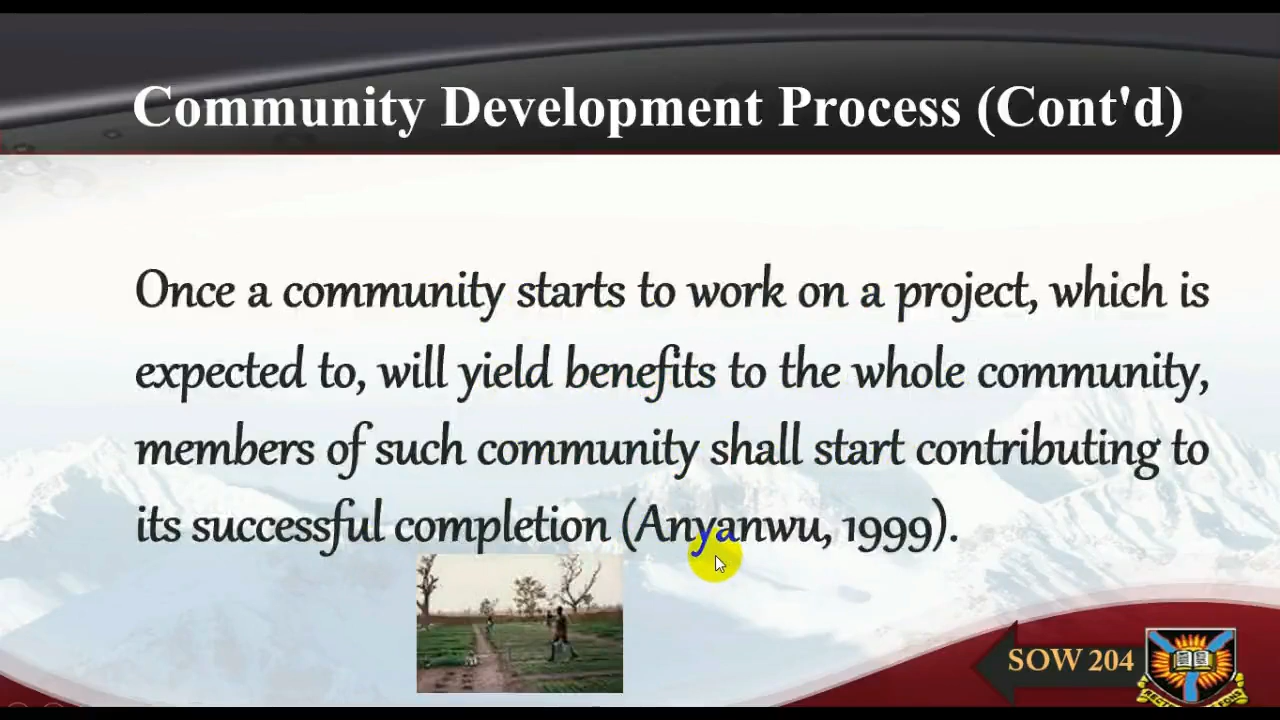 Community Development Process (Cont'd)
Once a community starts to work on a project, which is
expected to, will yield benefits to the whole community,
members of such community shall start contributing to
its successful completion (Anyanwu, 1999).
SOW 204